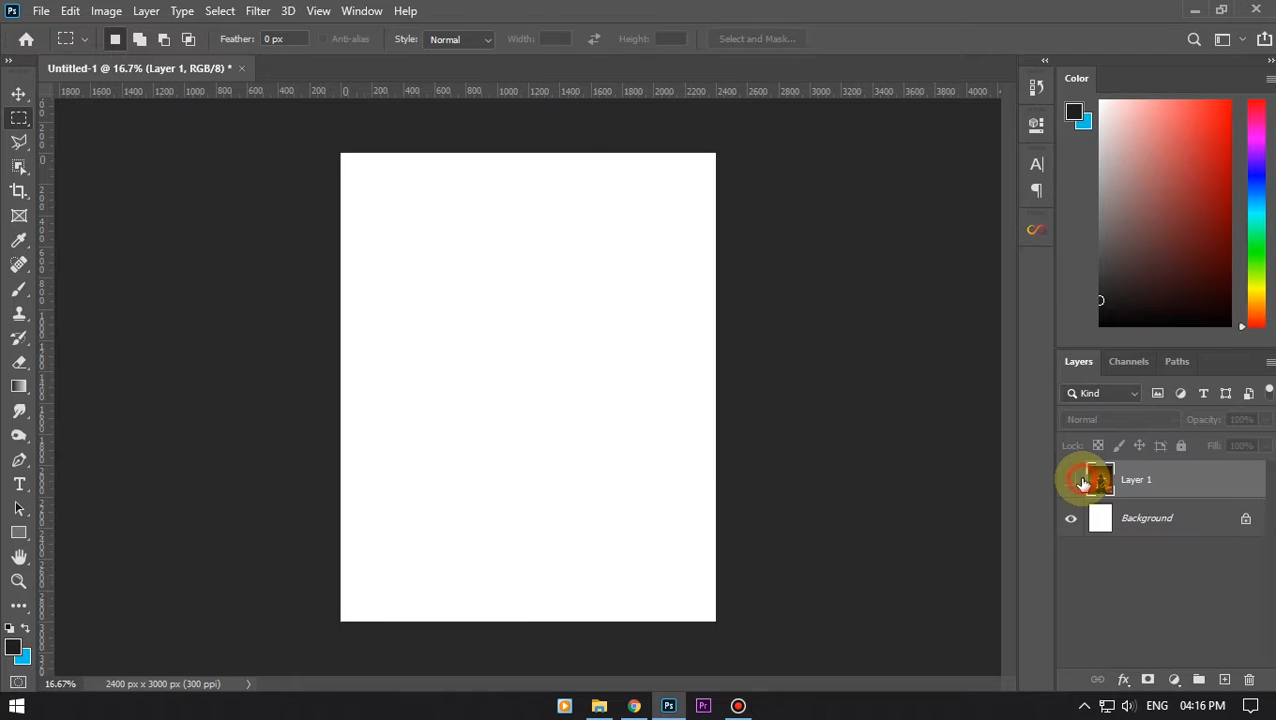 Ps File Edit Image Layer Type Select Filter 3D View Window Help
Feather: 0 px Anti-alias Style: Normal Width: Height: Select and Mask...
Untitled-1 @ 16.7% (Layer 1, RGB/8) *
1800 1600 1400 1200 1000 800 600 400 200 0 200 400 600 800 1000 1200 1400 1600 1800 2000 2200 2400 2600 2800 3000 3200 3400 3600 3800 4000
Color
Layers Channels Paths
Kind
Normal Opacity: 100%
Lock: Fill: 100%
Layer 1
Background
fx
16.67% 2400 px x 3000 px (300 ppi)
Ps Pr ENG 04:16 PM